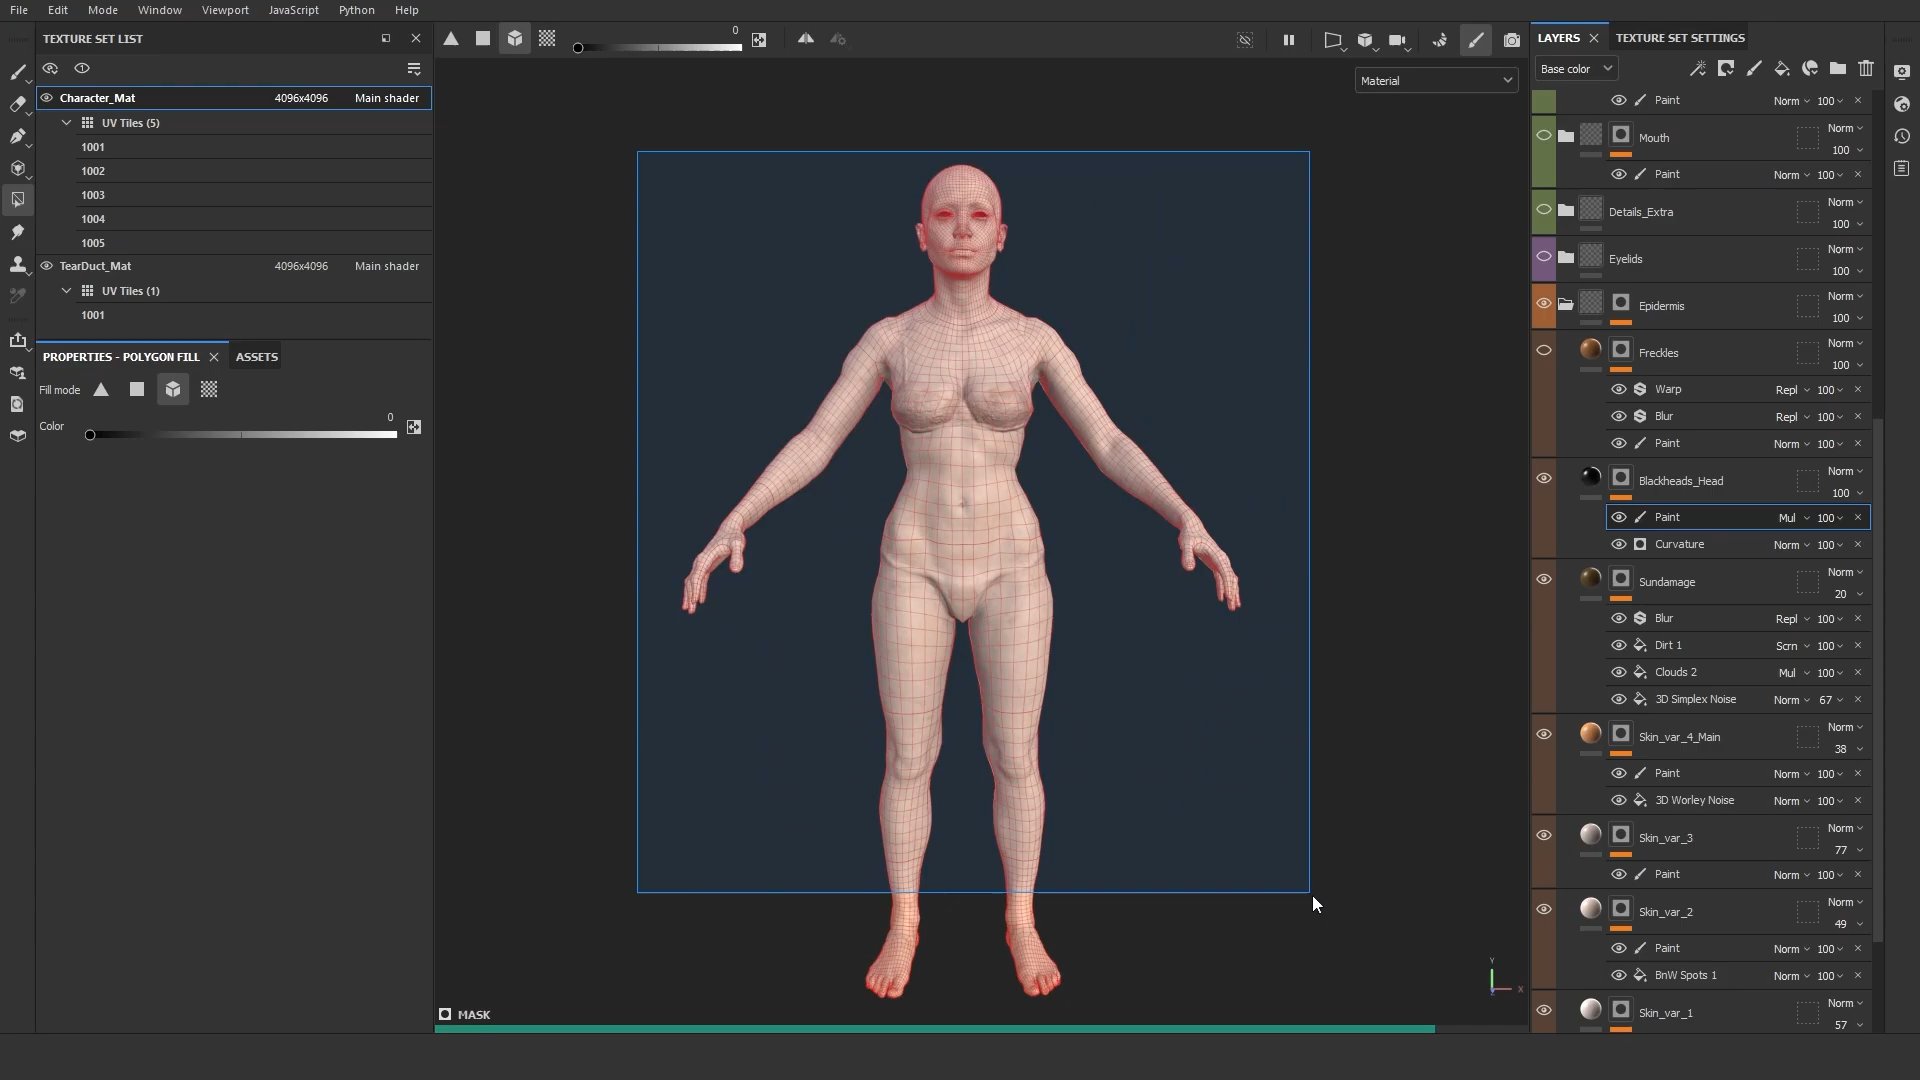 File Edit Mode Window Viewport JavaScript Python Help
TEXTURE SET LIST
Character_Mat 4096x4096 Main shader
UV Tiles (5)
1001
1002
1003
1004
1005
TearDuct_Mat 4096x4096 Main shader
UV Tiles (1)
1001
PROPERTIES - POLYGON FILL ASSETS
Fill mode
Color 0
0
Material
MASK
Y
X
LAYERS TEXTURE SET SETTINGS
Base color
Paint Norm 100
Mouth Norm 100
Paint Norm 100
Details_Extra Norm 100
Eyelids Norm 100
Epidermis Norm 100
Freckles Norm 100
Warp Repl 100
Blur Repl 100
Paint Norm 100
Blackheads_Head Norm 100
Paint Mul 100
Curvature Norm 100
Sundamage Norm 20
Blur Repl 100
Dirt 1 Scrn 100
Clouds 2 Mul 100
3D Simplex Noise Norm 67
Skin_var_4_Main Norm 38
Paint Norm 100
3D Worley Noise Norm 100
Skin_var_3 Norm 77
Paint Norm 100
Skin_var_2 Norm 49
Paint Norm 100
BnW Spots 1 Norm 100
Skin_var_1 Norm 57